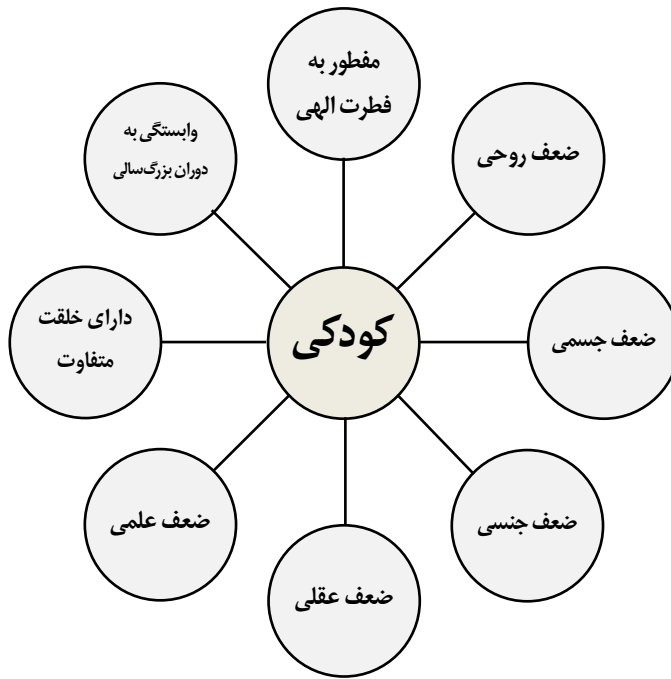 مفطور به
فطرت الهی
ضعف روحی
ضعف جسمی
ضعف جنسی
ضعف عقلی
ضعف علمی
دارای خلقت
متفاوت
وابستگی به
دوران بزرگ‌سالی
کودکی